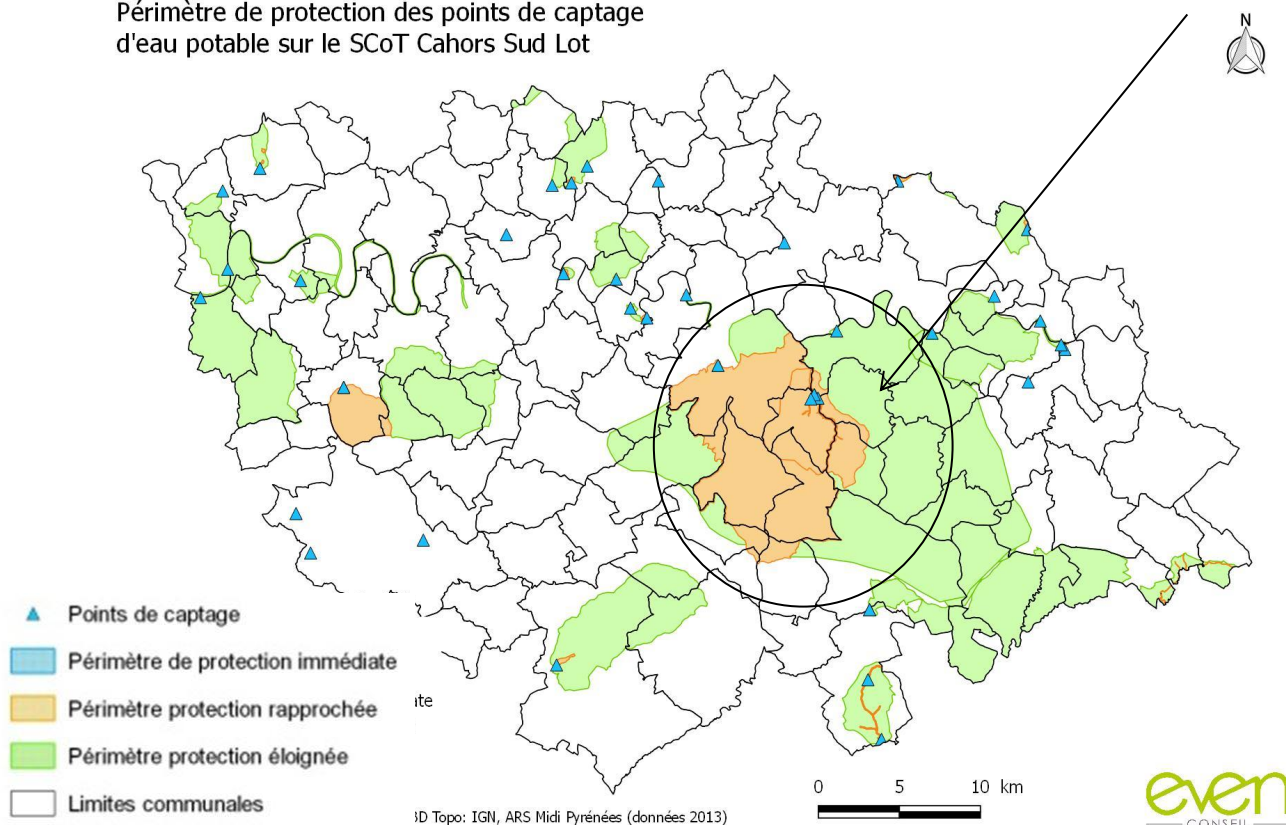 Périmètre de protection des points de captage
d'eau potable sur le SCoT Cahors Sud Lot
N
Points de captage
Périmètre de protection immédiate
Périmètre protection rapprochée
Périmètre protection éloignée
Limites communales
0 5 10 km
BD Topo: IGN, ARS Midi Pyrénées (données 2013)
even
CONSEIL